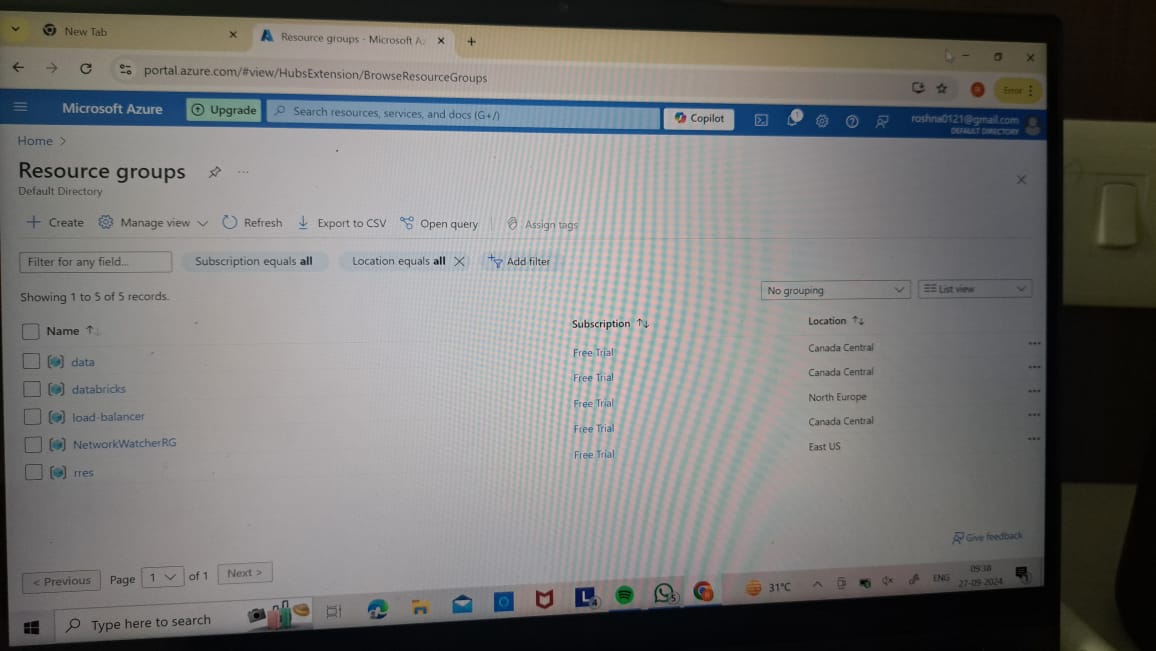 New Tab
Resource groups - Microsoft Az
portal.azure.com/#view/HubsExtension/BrowseResourceGroups
Error
Microsoft Azure
Upgrade
Search resources, services, and docs (G+/)
Copilot
1
roshna0121@gmail.com
DEFAULT DIRECTORY
Home >
Resource groups
Default Directory
Create
Manage view
Refresh
Export to CSV
Open query
Assign tags
Filter for any field...
Subscription equals all
Location equals all
Add filter
Showing 1 to 5 of 5 records.
No grouping
List view
Name Subscription Location
data Free Trial Canada Central
databricks Free Trial Canada Central
load-balancer Free Trial North Europe
NetworkWatcherRG Free Trial Canada Central
rres Free Trial East US
Give feedback
< Previous Page 1 of 1 Next >
Type here to search
L 4
5
31°C
ENG
09:38
27-09-2024